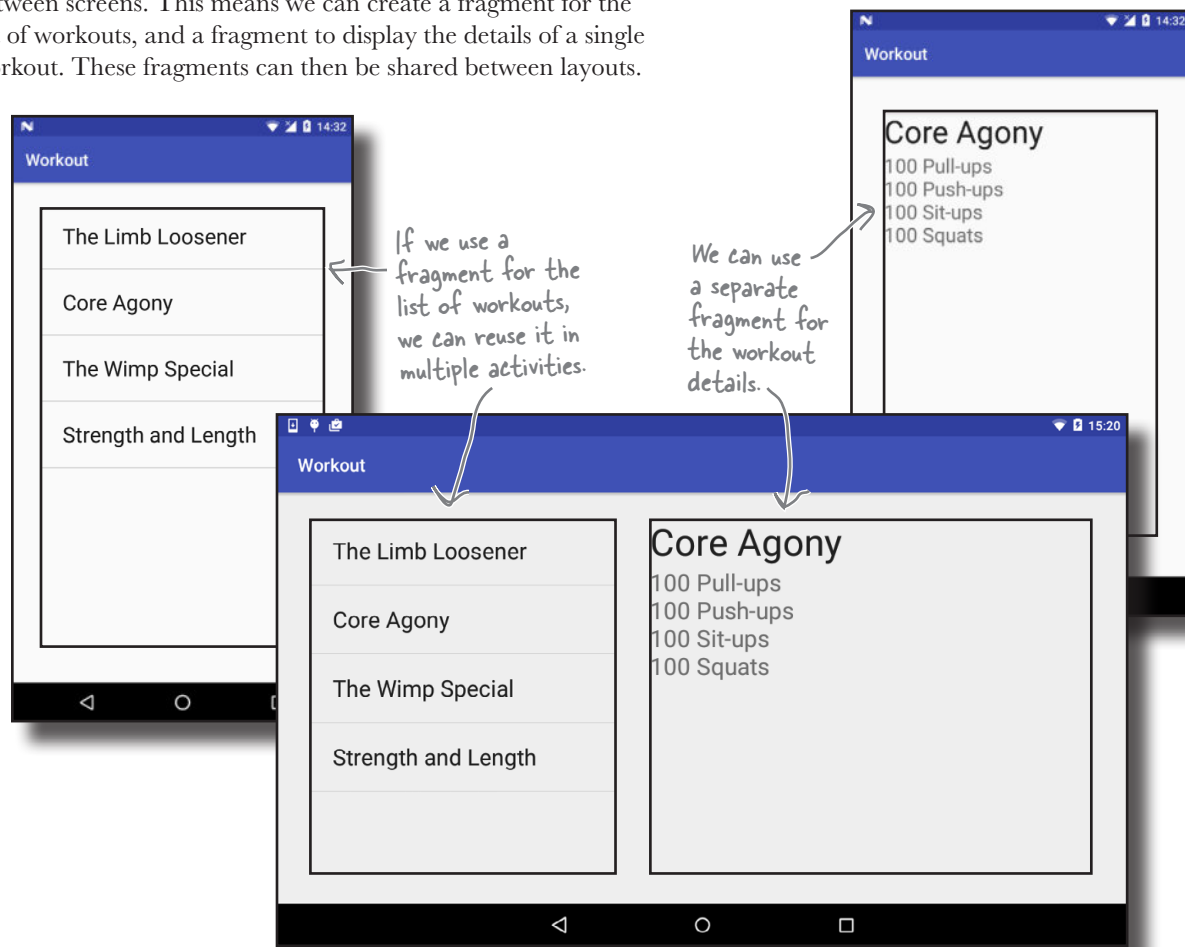 between screens. This means we can create a fragment for the
of workouts, and a fragment to display the details of a single
workout. These fragments can then be shared between layouts.
14:32
Workout
The Limb Loosener
Core Agony
The Wimp Special
Strength and Length
If we use a
fragment for the
list of workouts,
we can reuse it in
multiple activities.
We can use
a separate
fragment for
the workout
details.
14:32
Workout
Core Agony
100 Pull-ups
100 Push-ups
100 Sit-ups
100 Squats
15:20
Workout
The Limb Loosener
Core Agony
The Wimp Special
Strength and Length
Core Agony
100 Pull-ups
100 Push-ups
100 Sit-ups
100 Squats